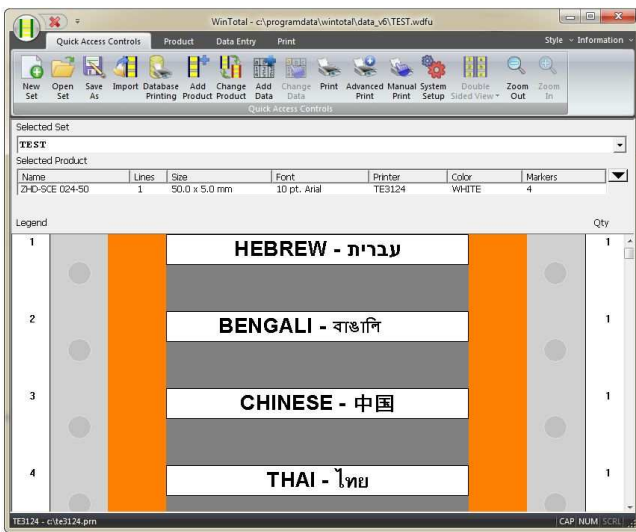 WinTotal - c:\programdata\wintotal\data_v6\TEST.wdfu
Quick Access Controls Product Data Entry Print Style Information
New Set Open Set Save As Import Database Printing Add Product Change Product Add Data Change Data Print Advanced Print Manual Print System Setup Double Sided View Zoom Out Zoom In
Quick Access Controls
Selected Set
TEST
Selected Product
Name Lines Size Font Printer Color Markers
ZHD-SCE 024-50 1 50.0 x 5.0 mm 10 pt. Arial TE3124 WHITE 4
Legend Qty
1 HEBREW - עברית 1
2 BENGALI - বাঙালি 1
3 CHINESE - 中国 1
4 THAI - ไทย 1
TE3124 - c:\te3124.prn CAP NUM SCRL